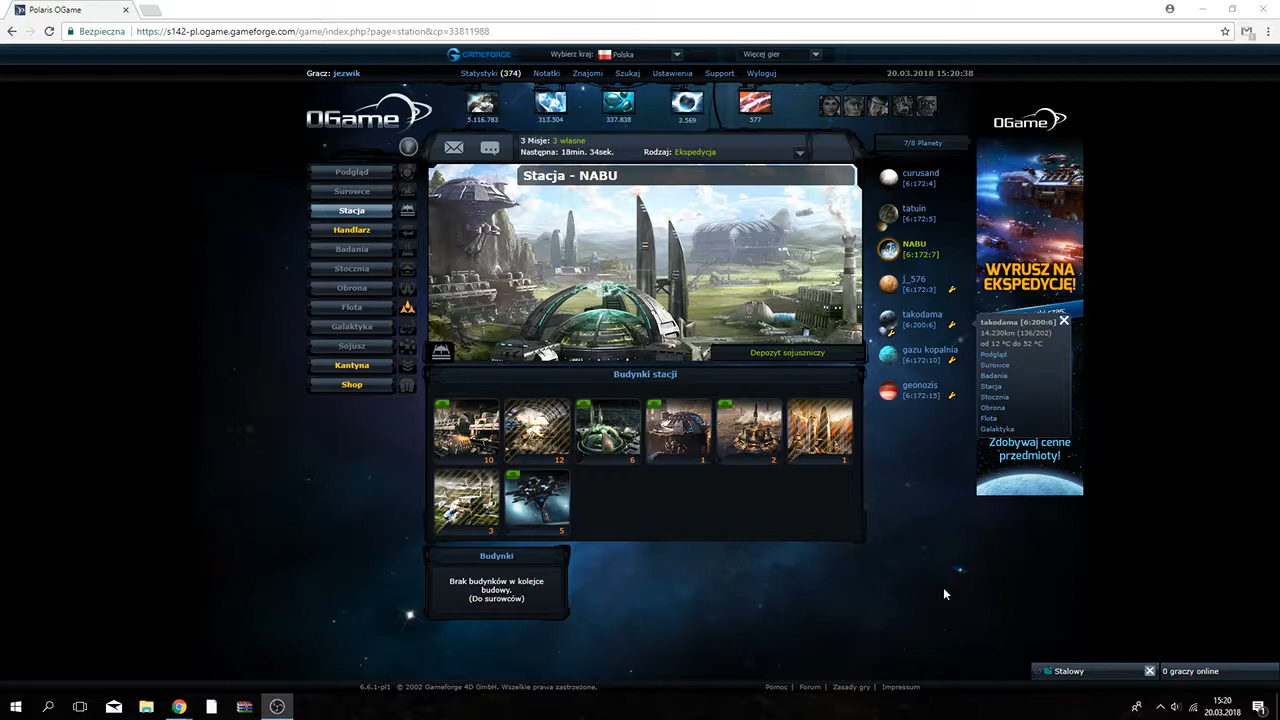 Polaris OGame
Bezpieczna
https://s142-pl.ogame.gameforge.com/game/index.php?page=station&cp=33811988
GAMEFORGE
Wybierz kraj:
Polska
Więcej gier
Gracz: jezwik
Statystyki (374)
Notatki
Znajomi
Szukaj
Ustawienia
Support
Wyloguj
20.03.2018 15:20:38
OGame
5.116.783
313.504
337.838
3.569
577
OGame
3 Misje: 3 własne
Następna: 18min. 34sek.
Rodzaj: Ekspedycja
7/8 Planety
Podgląd
Surowce
Stacja
Handlarz
Badania
Stocznia
Obrona
Flota
Galaktyka
Sojusz
Kantyna
Shop
Stacja - NABU
Depozyt sojuszniczy
Budynki stacji
10
12
6
1
2
1
3
5
Budynki
Brak budynków w kolejce
budowy.
(Do surowców)
curusand
[6:172:4]
tatuin
[6:172:5]
NABU
[6:172:7]
j_576
[6:172:3]
takodama
[6:200:6]
gazu kopalnia
[6:172:10]
geonozis
[6:172:15]
WYRUSZ NA
EKSPEDYCJĘ!
takodama [6:200:6]
14.230km (136/202)
od 12 °C do 52 °C
Podgląd
Surowce
Badania
Stacja
Stocznia
Obrona
Flota
Galaktyka
Zdobywaj cenne
przedmioty!
Stalowy
0 graczy online
6.6.1-pl1
© 2002 Gameforge 4D GmbH. Wszelkie prawa zastrzeżone.
Pomoc
Forum
Zasady gry
Impressum
15:20
20.03.2018